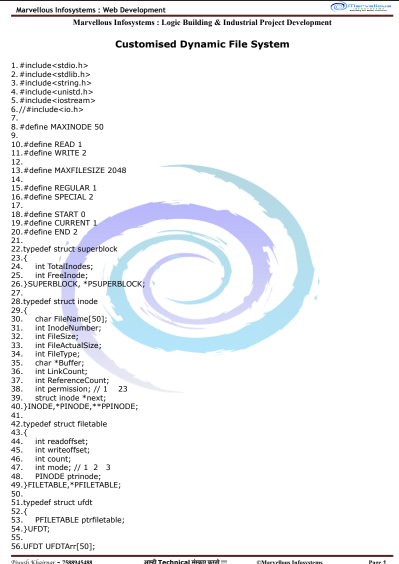 Marvellous Infosystems : Web Development
Marvellous
Marvellous Infosystems : Logic Building & Industrial Project Development
Customised Dynamic File System
1. #include<stdio.h>
2. #include<stdlib.h>
3. #include<string.h>
4. #include<unistd.h>
5. #include<iostream>
6. //#include<io.h>
7.
8. #define MAXINODE 50
9.
10.#define READ 1
11.#define WRITE 2
12.
13.#define MAXFILESIZE 2048
14.
15.#define REGULAR 1
16.#define SPECIAL 2
17.
18.#define START 0
19.#define CURRENT 1
20.#define END 2
21.
22.typedef struct superblock
23.{
24. int TotalInodes;
25. int FreeInode;
26.}SUPERBLOCK, *PSUPERBLOCK;
27.
28.typedef struct inode
29.{
30. char FileName[50];
31. int InodeNumber;
32. int FileSize;
33. int FileActualSize;
34. int FileType;
35. char *Buffer;
36. int LinkCount;
37. int ReferenceCount;
38. int permission; // 1 23
39. struct inode *next;
40.}INODE,*PINODE,**PPINODE;
41.
42.typedef struct filetable
43.{
44. int readoffset;
45. int writeoffset;
46. int count;
47. int mode; // 1 2 3
48. PINODE ptrinode;
49.}FILETABLE,*PFILETABLE;
50.
51.typedef struct ufdt
52.{
53. PFILETABLE ptrfiletable;
54.}UFDT;
55.
56.UFDT UFDTArr[50];
Piyush Khairnar – 7588945488 आम्ही Technical संस्कार करतो !!! ©Marvellous Infosystems Page 1